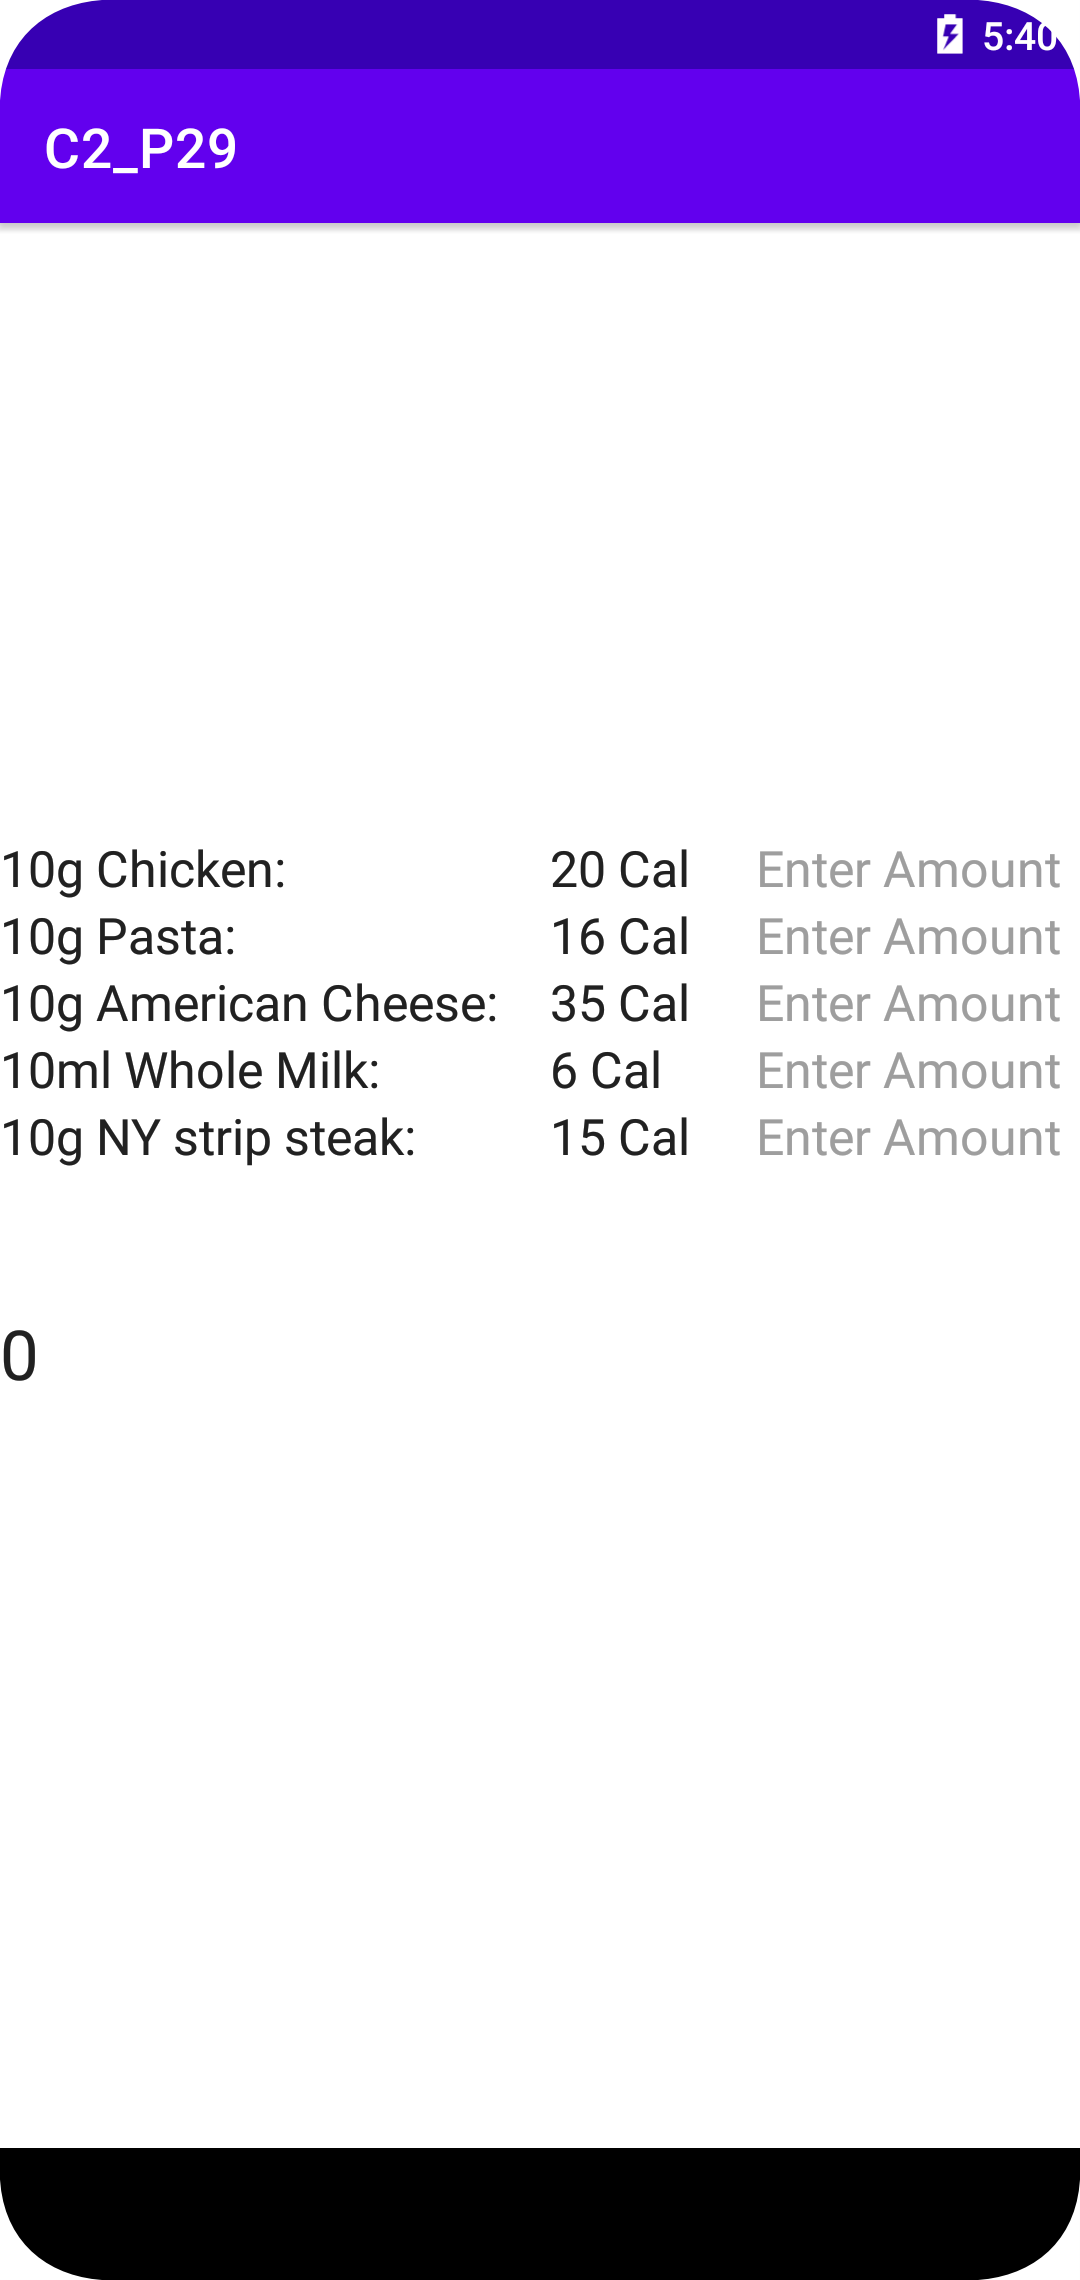 5:40
C2_P29
10g Chicken: 20 Cal Enter Amount
10g Pasta: 16 Cal Enter Amount
10g American Cheese: 35 Cal Enter Amount
10ml Whole Milk: 6 Cal Enter Amount
10g NY strip steak: 15 Cal Enter Amount
0